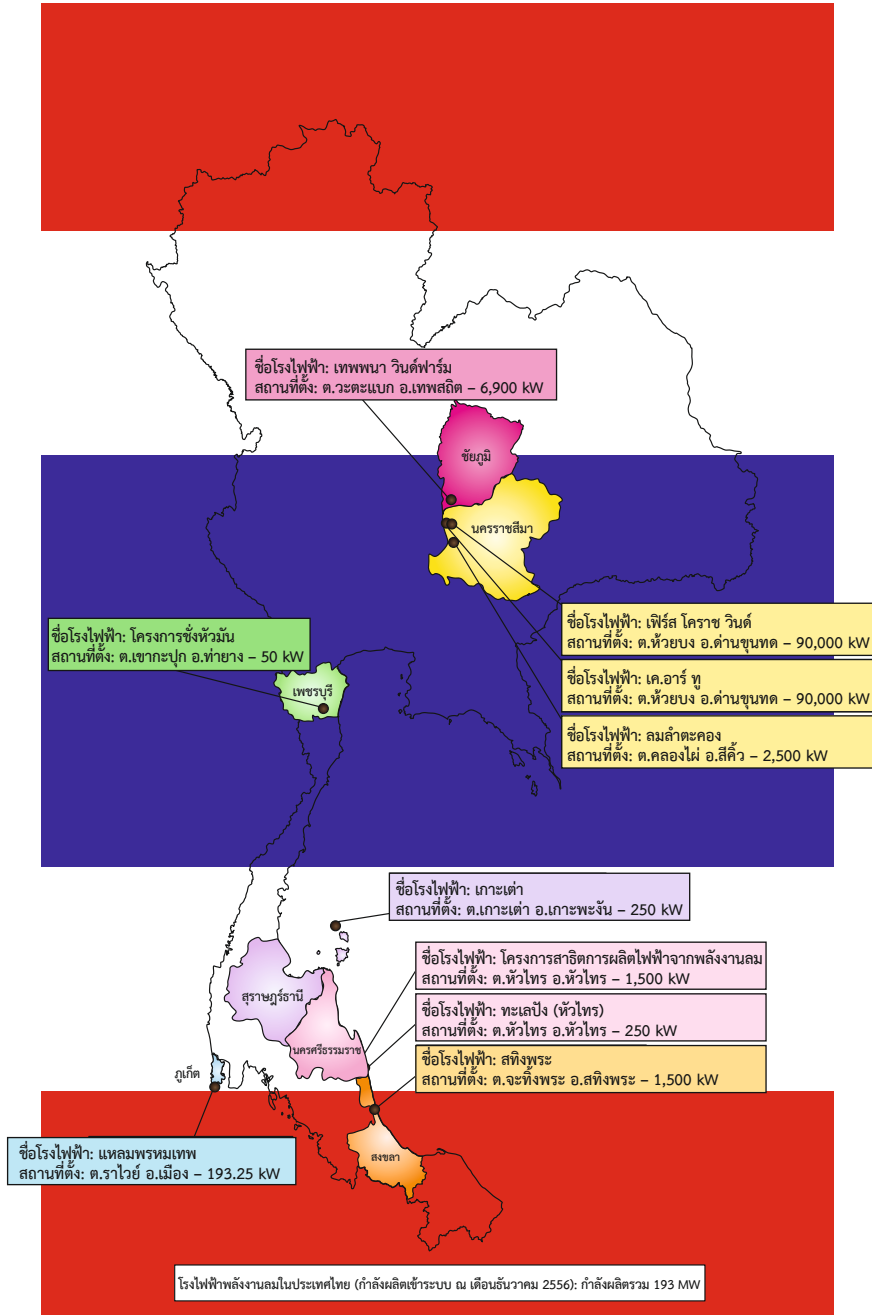 ชื่อโรงไฟฟ้า: เทพพนา วินด์ฟาร์ม
สถานที่ตั้ง: ต.วะตะแบก อ.เทพสถิต – 6,900 kW
ชัยภูมิ
นครราชสีมา
ชื่อโรงไฟฟ้า: เฟิร์ส โคราช วินด์
สถานที่ตั้ง: ต.ห้วยบง อ.ด่านขุนทด – 90,000 kW
ชื่อโรงไฟฟ้า: โครงการชั่งหัวมัน
สถานที่ตั้ง: ต.เขากะปุก อ.ท่ายาง – 50 kW
เพชรบุรี
ชื่อโรงไฟฟ้า: เค.อาร์ ทู
สถานที่ตั้ง: ต.ห้วยบง อ.ด่านขุนทด – 90,000 kW
ชื่อโรงไฟฟ้า: ลมลำตะคอง
สถานที่ตั้ง: ต.คลองไผ่ อ.สีคิ้ว – 2,500 kW
ชื่อโรงไฟฟ้า: เกาะเต่า
สถานที่ตั้ง: ต.เกาะเต่า อ.เกาะพะงัน – 250 kW
ชื่อโรงไฟฟ้า: โครงการสาธิตการผลิตไฟฟ้าจากพลังงานลม
สถานที่ตั้ง: ต.หัวไทร อ.หัวไทร – 1,500 kW
สุราษฎร์ธานี
ชื่อโรงไฟฟ้า: ทะเลปัง (หัวไทร)
สถานที่ตั้ง: ต.หัวไทร อ.หัวไทร – 250 kW
นครศรีธรรมราช
ชื่อโรงไฟฟ้า: สทิงพระ
สถานที่ตั้ง: ต.จะทิ้งพระ อ.สทิงพระ – 1,500 kW
ภูเก็ต
ชื่อโรงไฟฟ้า: แหลมพรหมเทพ
สถานที่ตั้ง: ต.ราไวย์ อ.เมือง – 193.25 kW
สงขลา
โรงไฟฟ้าพลังงานลมในประเทศไทย (กำลังผลิตเข้าระบบ ณ เดือนธันวาคม 2556): กำลังผลิตรวม 193 MW